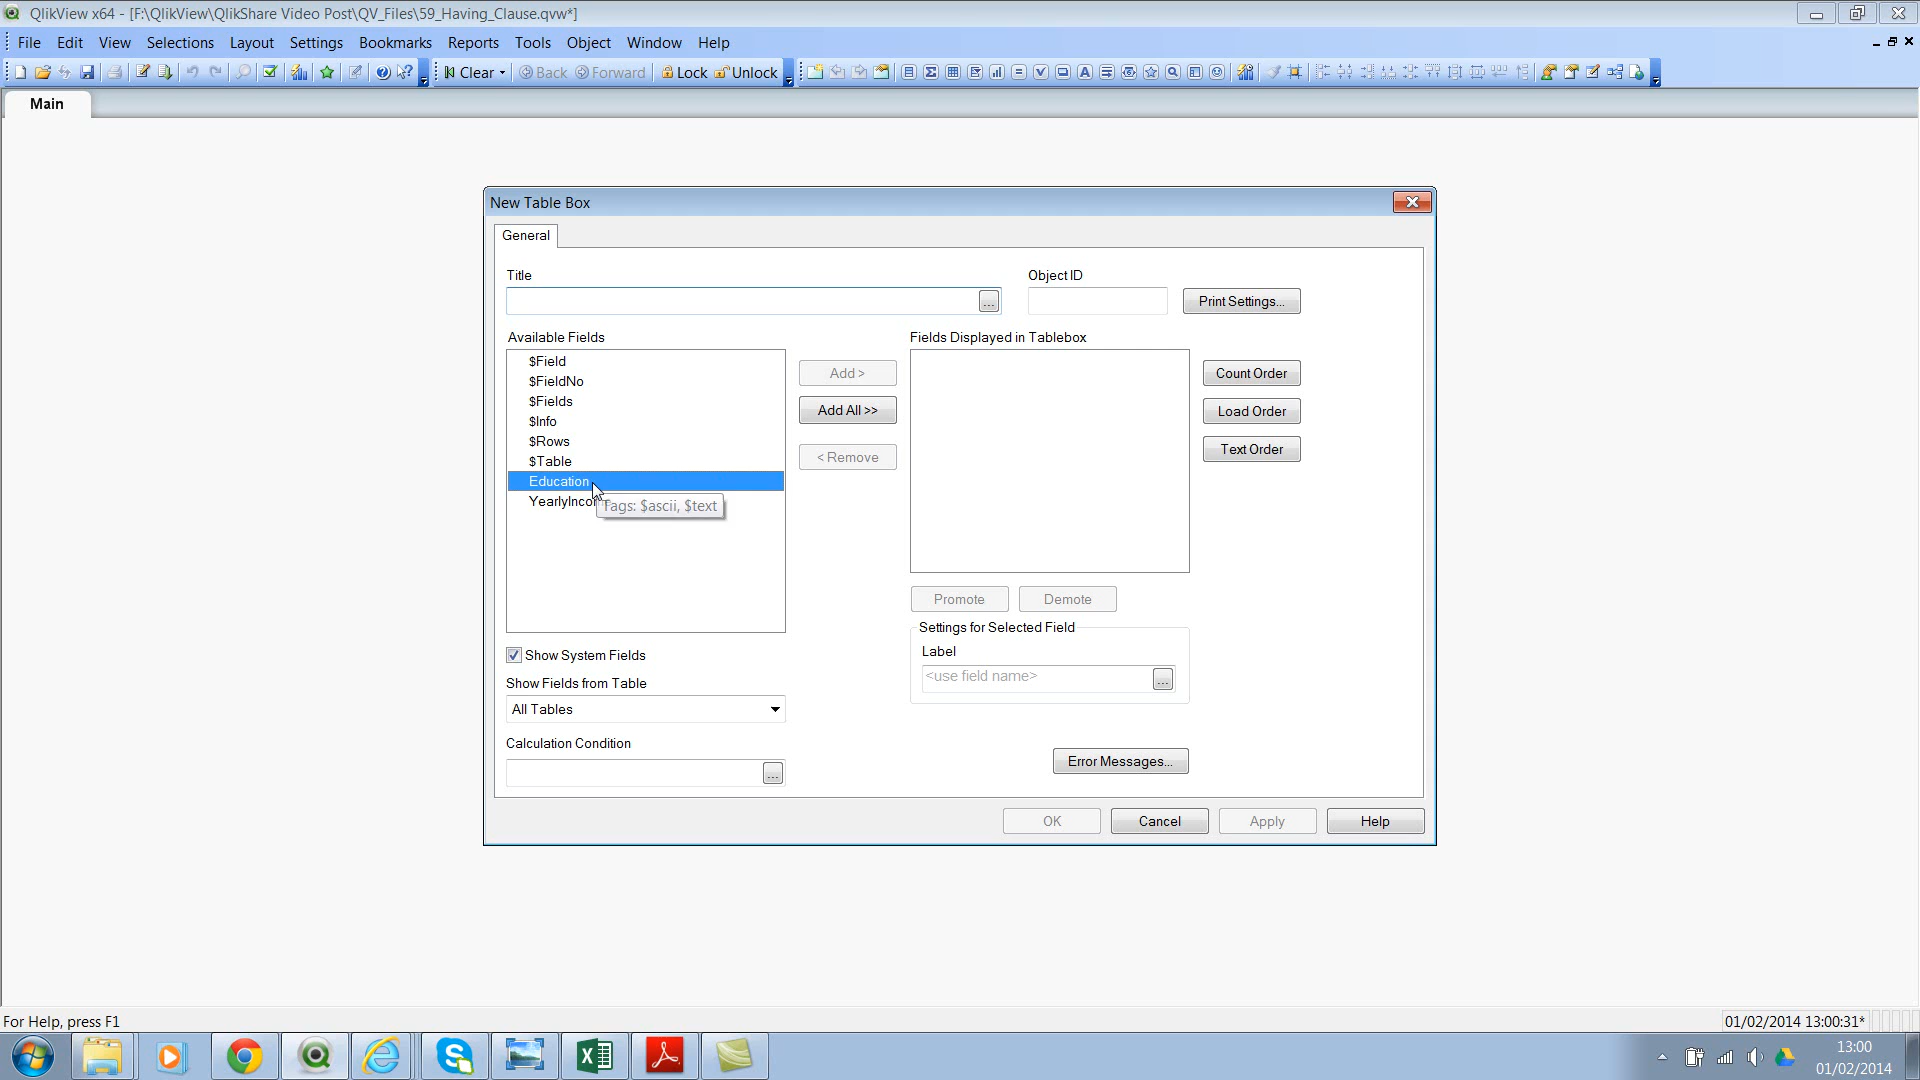 QlikView x64 - [F:\QlikView\QlikShare Video Post\QV_Files\59_Having_Clause.qvw*]
File Edit View Selections Layout Settings Bookmarks Reports Tools Object Window Help
Clear Back Forward Lock Unlock
Main
New Table Box
General
Title Object ID
... Print Settings...
Available Fields Fields Displayed in Tablebox
$Field
$FieldNo
$Fields
$Info
$Rows
$Table
Education
Tags: $ascii, $text
Add >
Add All >>
< Remove
Count Order
Load Order
Text Order
Promote Demote
Settings for Selected Field
Label
<use field name> ...
Show System Fields
Show Fields from Table
All Tables
Calculation Condition
...
Error Messages...
OK Cancel Apply Help
For Help, press F1
01/02/2014 13:00:31*
13:00
01/02/2014